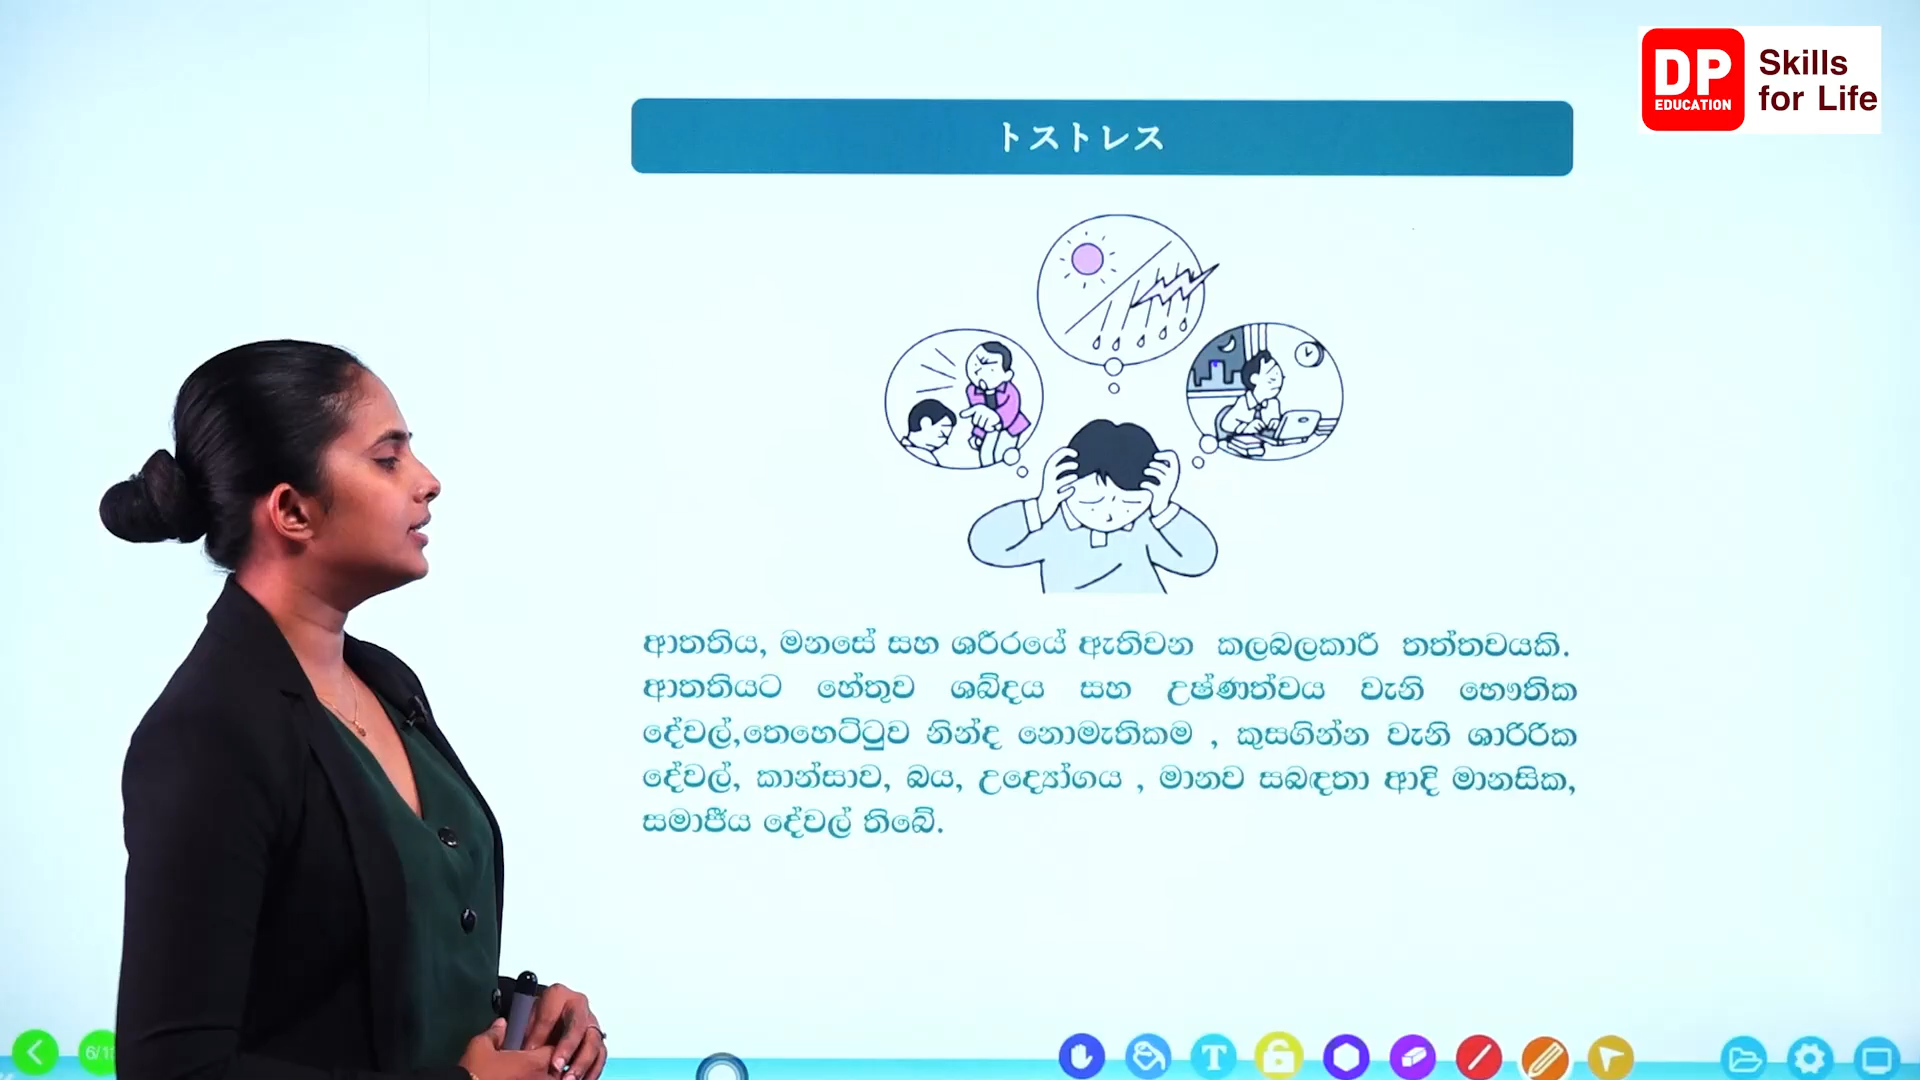 DP
EDUCATION
Skills
for Life
トストレス
ආතතිය, මනසේ සහ ශරීරයේ ඇතිවන කලබලකාරී තත්තවයකි.
ආතතියට හේතුව ශබ්දය සහ උෂ්ණත්වය වැනි භෞතික
දේවල්,තෙහෙට්ටුව නින්ද නොමැතිකම , කුසගින්න වැනි ශාරීරික
දේවල්, කාන්සාව, බය, උද්‍යෝගය , මානව සබඳතා ආදි මානසික,
සමාජීය දේවල් තිබේ.
T